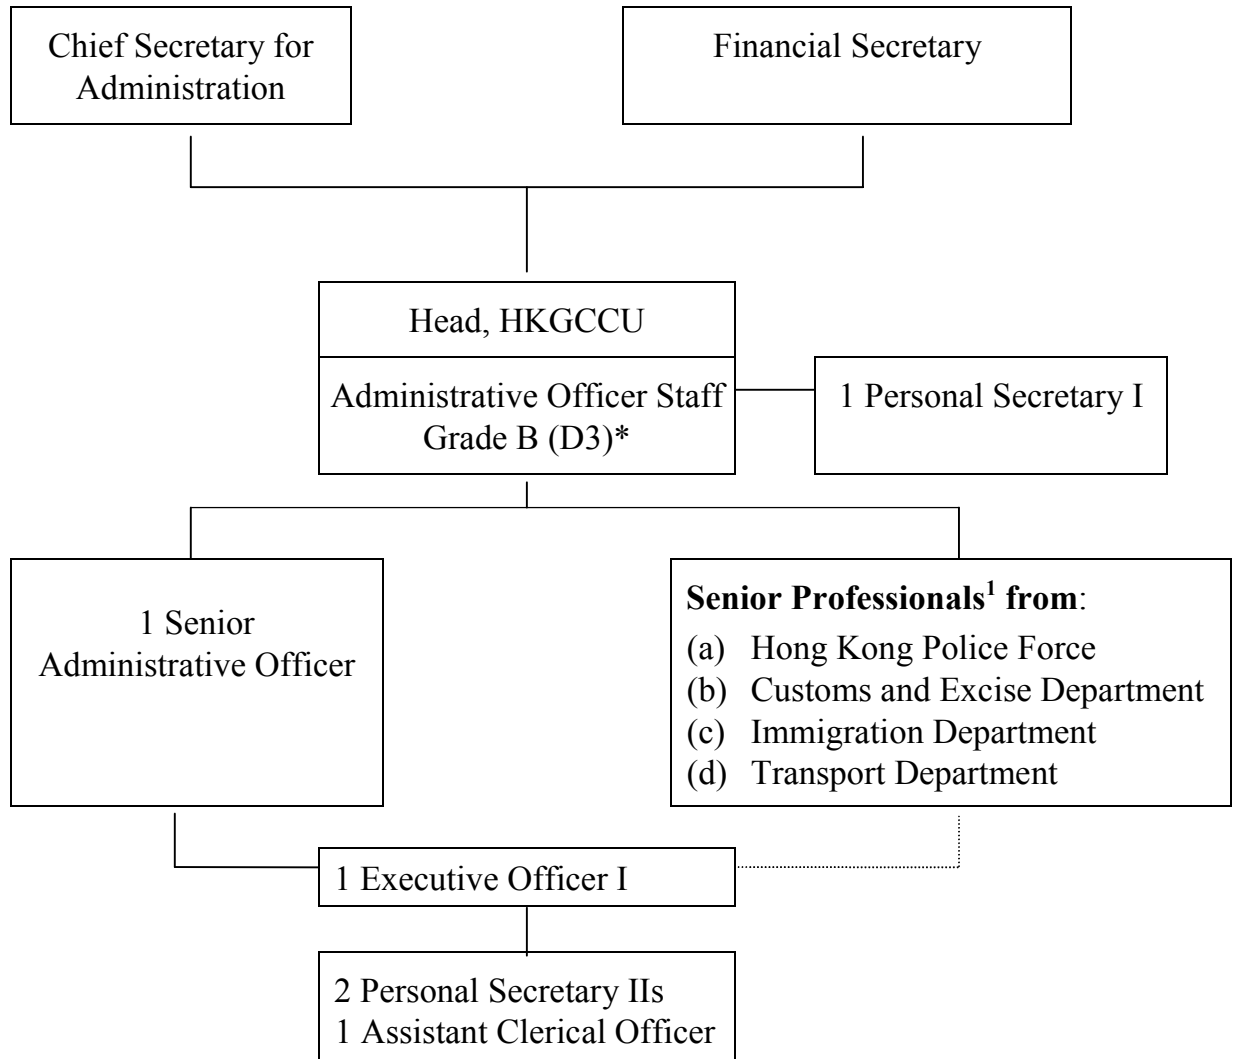 Chief Secretary for
Administration
Financial Secretary
Head, HKGCCU
Administrative Officer Staff
Grade B (D3)*
1 Personal Secretary I
1 Senior
Administrative Officer
Senior Professionals¹ from:
(a) Hong Kong Police Force
(b) Customs and Excise Department
(c) Immigration Department
(d) Transport Department
1 Executive Officer I
2 Personal Secretary IIs
1 Assistant Clerical Officer